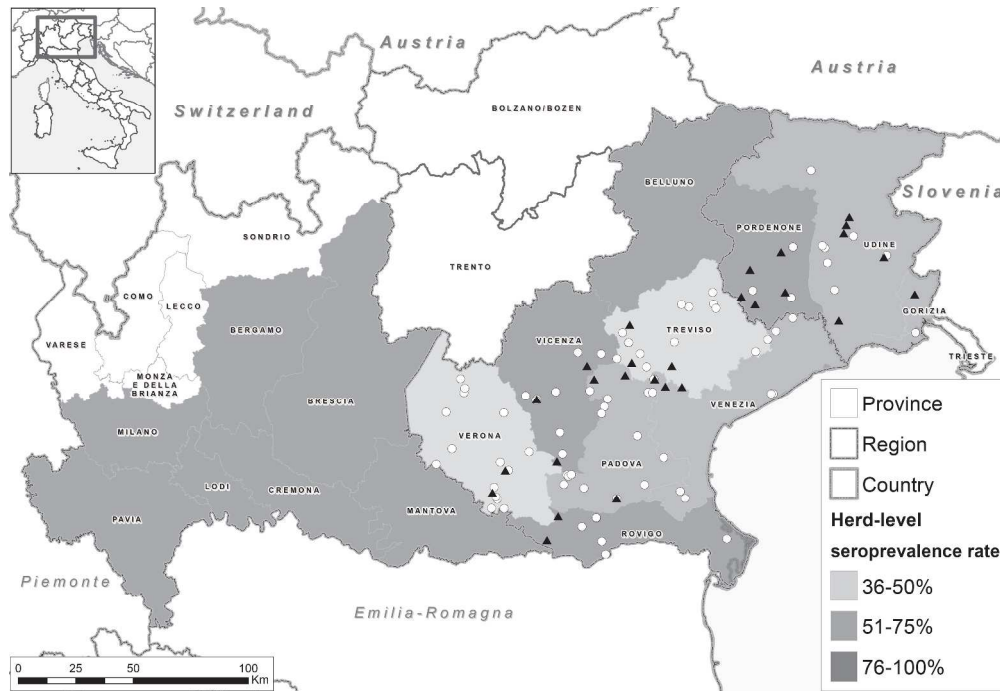 Austria
Austria
Switzerland
BOLZANO/BOZEN
BELLUNO
Slovenia
SONDRIO
PORDENONE
UDINE
TRENTO
COMO
LECCO
GORIZIA
VARESE
BERGAMO
VICENZA
TREVISO
TRIESTE
MONZA
E DELLA
BRIANZA
BRESCIA
VENEZIA
MILANO
VERONA
PADOVA
LODI
CREMONA
MANTOVA
PAVIA
ROVIGO
Piemonte
Emilia-Romagna
Province
Region
Country
Herd-level
seroprevalence rate
36-50%
51-75%
76-100%
0 25 50 100
Km